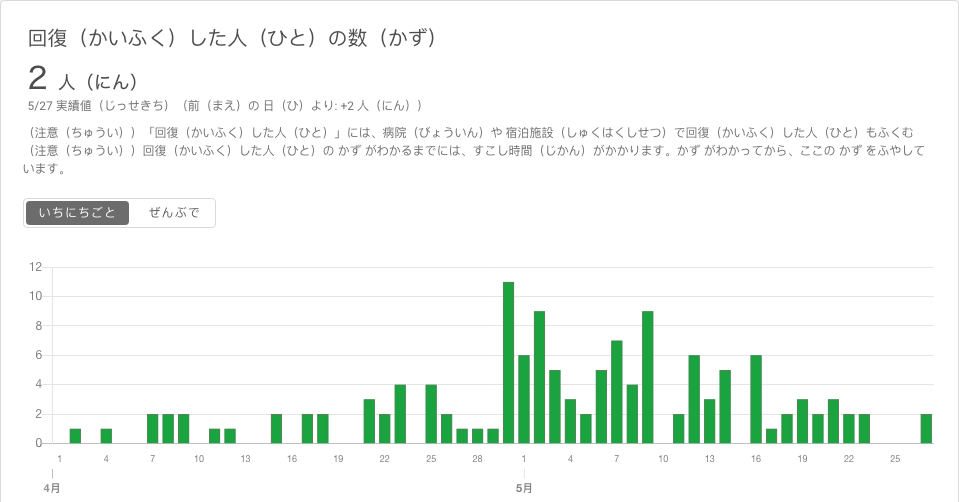 回復（かいふく）した人（ひと）の数（かず）
2 人（にん）
5/27 実績値（じっせきち）（前（まえ）の 日（ひ）より: +2 人（にん））
（注意（ちゅうい））「回復（かいふく）した人（ひと）」には、病院（びょういん）や 宿泊施設（しゅくはくしせつ）で回復（かいふく）した人（ひと）もふくむ
（注意（ちゅうい））回復（かいふく）した人（ひと）の かず がわかるまでには、すこし時間（じかん）がかかります。かず がわかってから、ここの かず をふやして
います。
いちにちごと ぜんぶで
12
10
8
6
4
2
0
1 4 7 10 13 16 19 22 25 28 1 4 7 10 13 16 19 22 25
4月 5月